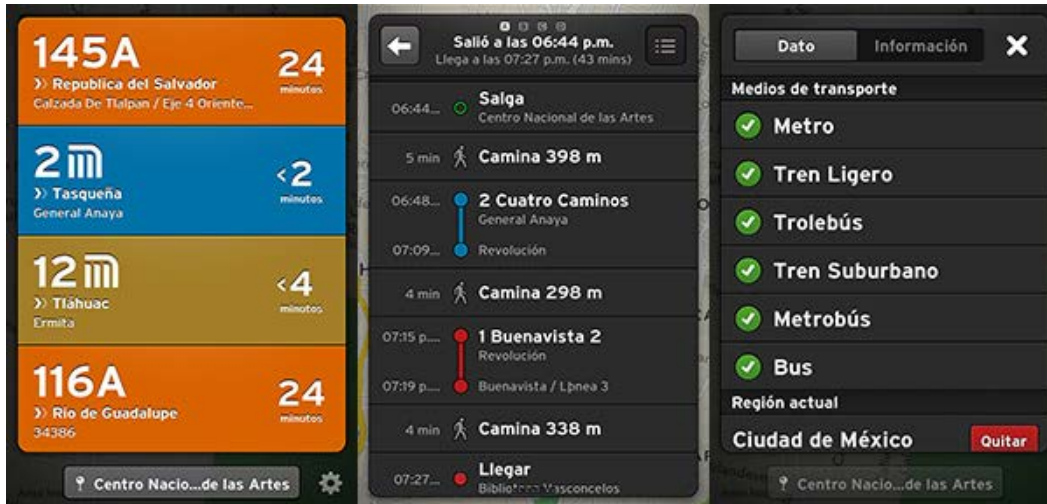 145A
24
» Republica del Salvador
minutos
Calzada De Tlalpan / Eje 4 Oriente...
2
<2
» Tasqueña
minutos
General Anaya
12
<4
» Tláhuac
minutos
Ermita
116A
24
» Río de Guadalupe
minutos
34386
Centro Nacio...de las Artes
Salió a las 06:44 p.m.
Llega a las 07:27 p.m. (43 mins)
06:44... Salga
Centro Nacional de las Artes
5 min Camina 398 m
06:48... 2 Cuatro Caminos
General Anaya
07:09... Revolución
4 min Camina 298 m
07:15 p.... 1 Buenavista 2
Revolución
07:19 p.... Buenavista / Lþnea 3
4 min Camina 338 m
07:27... Llegar
Biblioteca Vasconcelos
Dato Información
Medios de transporte
Metro
Tren Ligero
Trolebús
Tren Suburbano
Metrobús
Bus
Región actual
Ciudad de México Quitar
Centro Nacio...de las Artes